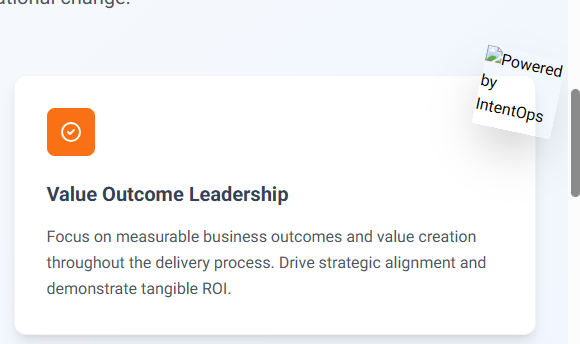 ational change.
Powered
by
IntentOps
Value Outcome Leadership
Focus on measurable business outcomes and value creation
throughout the delivery process. Drive strategic alignment and
demonstrate tangible ROI.